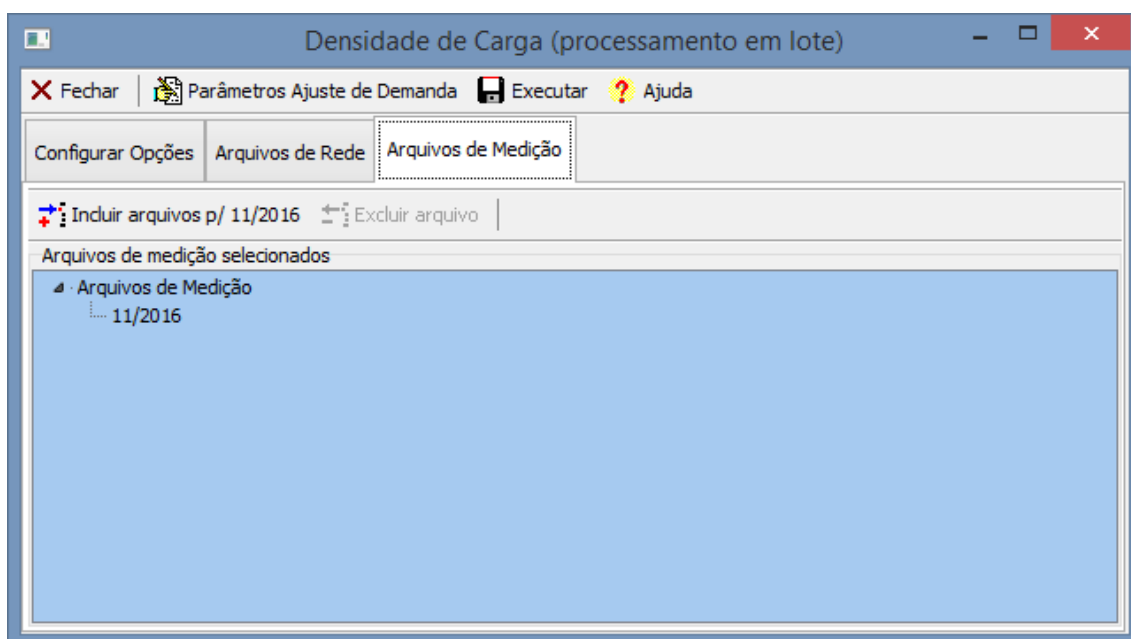 Densidade de Carga (processamento em lote)
Fechar Parâmetros Ajuste de Demanda Executar ? Ajuda
Configurar Opções Arquivos de Rede Arquivos de Medição
Incluir arquivos p/ 11/2016 Excluir arquivo
Arquivos de medição selecionados
Arquivos de Medição
11/2016